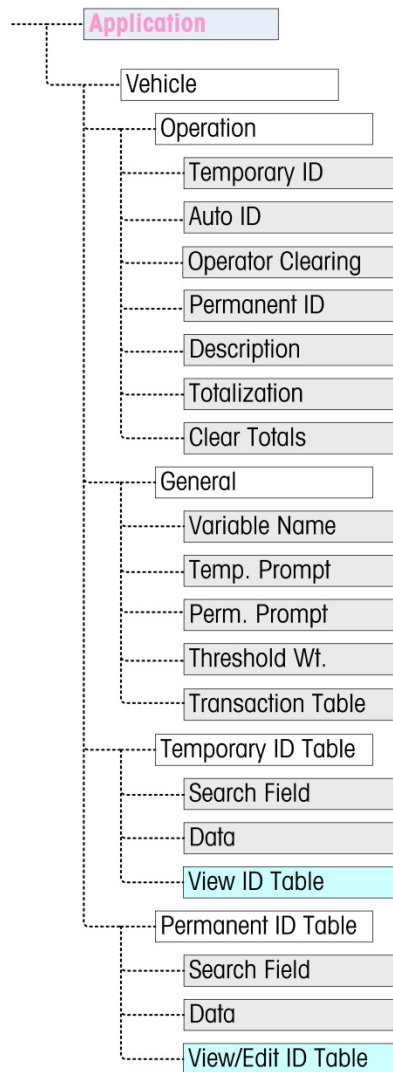 Application
Vehicle
Operation
Temporary ID
Auto ID
Operator Clearing
Permanent ID
Description
Totalization
Clear Totals
General
Variable Name
Temp. Prompt
Perm. Prompt
Threshold Wt.
Transaction Table
Temporary ID Table
Search Field
Data
View ID Table
Permanent ID Table
Search Field
Data
View/Edit ID Table